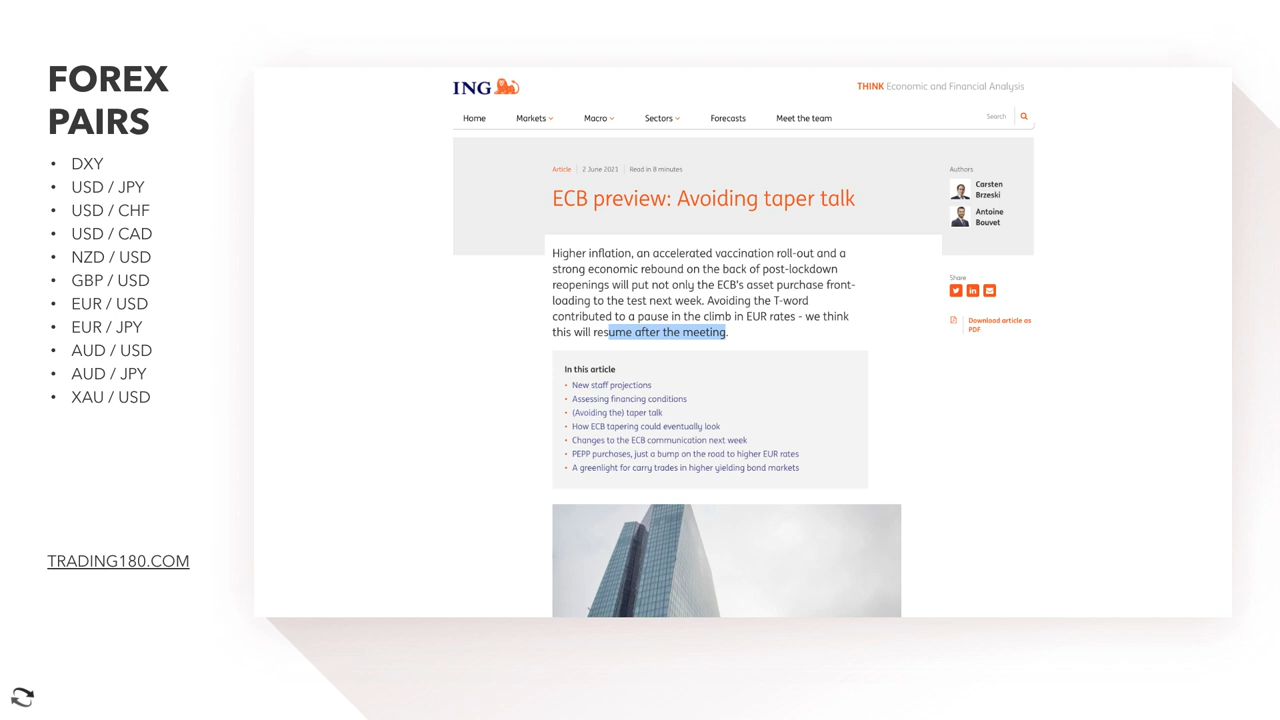 FOREX
PAIRS
• DXY
• USD / JPY
• USD / CHF
• USD / CAD
• NZD / USD
• GBP / USD
• EUR / USD
• EUR / JPY
• AUD / USD
• AUD / JPY
• XAU / USD
TRADING180.COM
ING
THINK Economic and Financial Analysis
Home Markets Macro Sectors Forecasts Meet the team
Search
Article 2 June 2021 Read in 8 minutes
ECB preview: Avoiding taper talk
Higher inflation, an accelerated vaccination roll-out and a
strong economic rebound on the back of post-lockdown
reopenings will put not only the ECB's asset purchase front-
loading to the test next week. Avoiding the T-word
contributed to a pause in the climb in EUR rates - we think
this will resume after the meeting.
In this article
• New staff projections
• Assessing financing conditions
• (Avoiding the) taper talk
• How ECB tapering could eventually look
• Changes to the ECB communication next week
• PEPP purchases, just a bump on the road to higher EUR rates
• A greenlight for carry trades in higher yielding bond markets
Authors
Carsten
Brzeski
Antoine
Bouvet
Share
Download article as
PDF